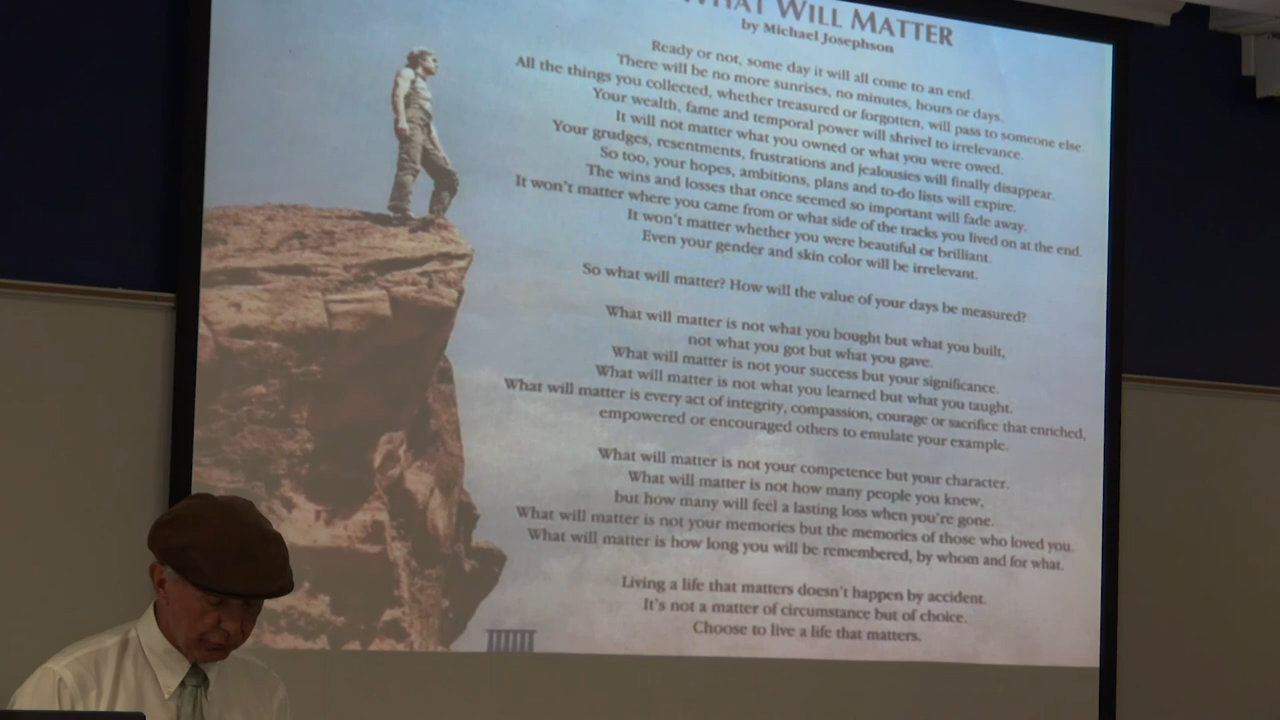 WHAT WILL MATTER
by Michael Josephson
Ready or not, some day it will all come to an end.
There will be no more sunrises, no minutes, hours or days.
All the things you collected, whether treasured or forgotten, will pass to someone else.
Your wealth, fame and temporal power will shrivel to irrelevance.
It will not matter what you owned or what you were owed.
Your grudges, resentments, frustrations and jealousies will finally disappear.
So too, your hopes, ambitions, plans and to-do lists will expire.
The wins and losses that once seemed so important will fade away.
It won't matter where you came from or what side of the tracks you lived on at the end.
It won't matter whether you were beautiful or brilliant.
Even your gender and skin color will be irrelevant.
So what will matter? How will the value of your days be measured?
What will matter is not what you bought but what you built,
not what you got but what you gave.
What will matter is not your success but your significance.
What will matter is not what you learned but what you taught.
What will matter is every act of integrity, compassion, courage or sacrifice that enriched,
empowered or encouraged others to emulate your example.
What will matter is not your competence but your character.
What will matter is not how many people you knew,
but how many will feel a lasting loss when you're gone.
What will matter is not your memories but the memories of those who loved you.
What will matter is how long you will be remembered, by whom and for what.
Living a life that matters doesn't happen by accident.
It's not a matter of circumstance but of choice.
Choose to live a life that matters.